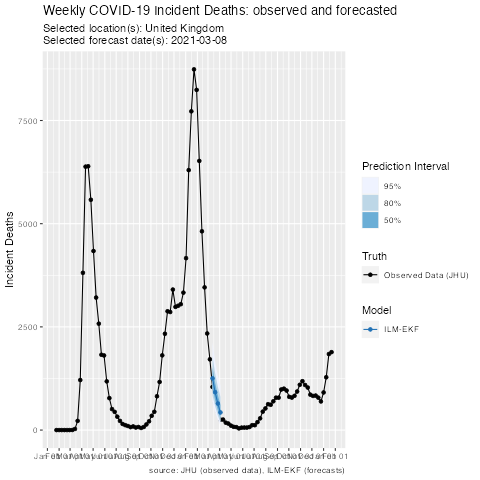 Weekly COVID-19 Incident Deaths: observed and forecasted
Selected location(s): United Kingdom
Selected forecast date(s): 2021-03-08
7500
5000
2500
0
Incident Deaths
Prediction Interval
95%
80%
50%
Truth
Observed Data (JHU)
Model
ILM-EKF
Feb 01
source: JHU (observed data), ILM-EKF (forecasts)